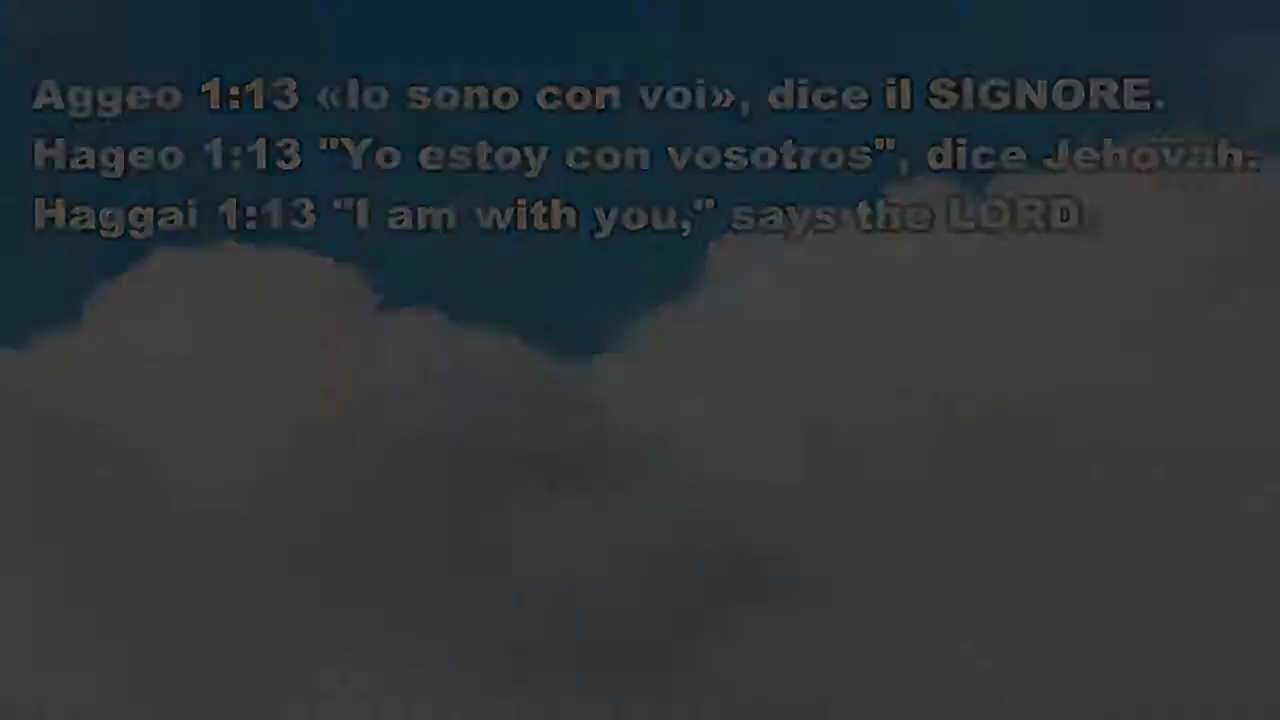 Aggeo 1:13 «Io sono con voi», dice il SIGNORE.
Hageo 1:13 "Yo estoy con vosotros", dice Jehovah.
Haggai 1:13 "I am with you," says the LORD.